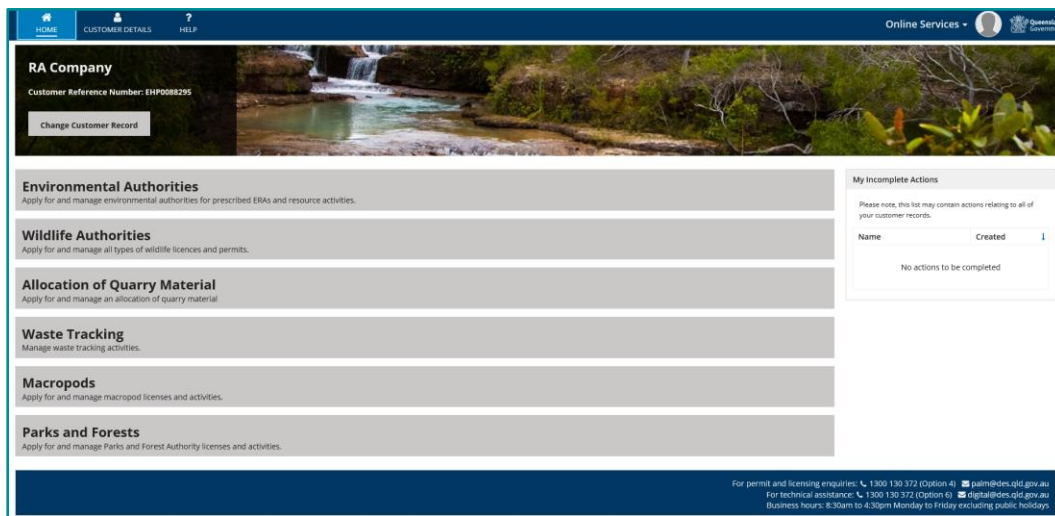 HOME
CUSTOMER DETAILS
?
HELP
Online Services
RA Company
Customer Reference Number: EHP0088295
Change Customer Record
Environmental Authorities
Apply for and manage environmental authorities for prescribed ERAs and resource activities.
Wildlife Authorities
Apply for and manage all types of wildlife licences and permits.
Allocation of Quarry Material
Apply for and manage an allocation of quarry material
Waste Tracking
Manage waste tracking activities.
Macropods
Apply for and manage macropod licenses and activities.
Parks and Forests
Apply for and manage Parks and Forest Authority licenses and activities.
My Incomplete Actions
Please note, this list may contain actions relating to all of
your customer records.
Name Created
No actions to be completed
For permit and licensing enquiries: 1300 130 372 (Option 4) palm@des.qld.gov.au
For technical assistance: 1300 130 372 (Option 6) digital@des.qld.gov.au
Business hours: 8:30am to 4:30pm Monday to Friday excluding public holidays